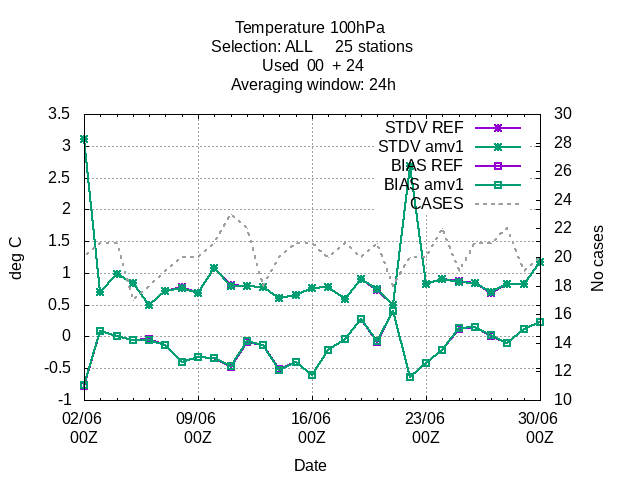 Temperature 100hPa
Selection: ALL     25 stations
Used  00  + 24
Averaging window: 24h
3.5
3
2.5
2
1.5
1
0.5
0
-0.5
-1
deg C
STDV REF
STDV amv1
BIAS REF
BIAS amv1
CASES
30
28
26
24
22
20
18
16
14
12
10
No cases
02/06 09/06 16/06 23/06 30/06
00Z 00Z 00Z 00Z 00Z
Date